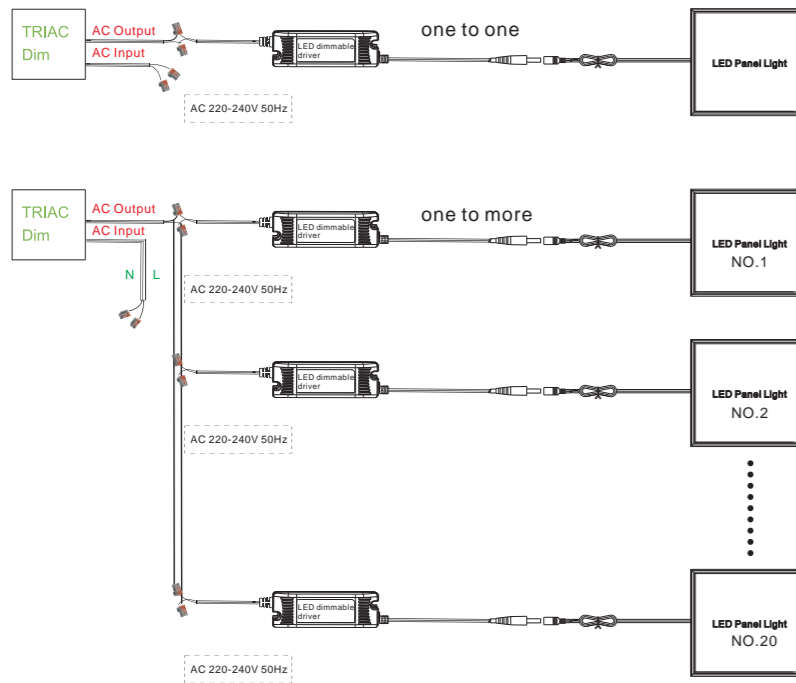 TRIAC
Dim
AC Output
AC Input
LED dimmable
driver
one to one
LED Panel Light
AC 220-240V 50Hz
TRIAC
Dim
AC Output
AC Input
N
L
LED dimmable
driver
one to more
LED Panel Light
NO.1
AC 220-240V 50Hz
LED dimmable
driver
LED Panel Light
NO.2
AC 220-240V 50Hz
LED dimmable
driver
LED Panel Light
NO.20
AC 220-240V 50Hz